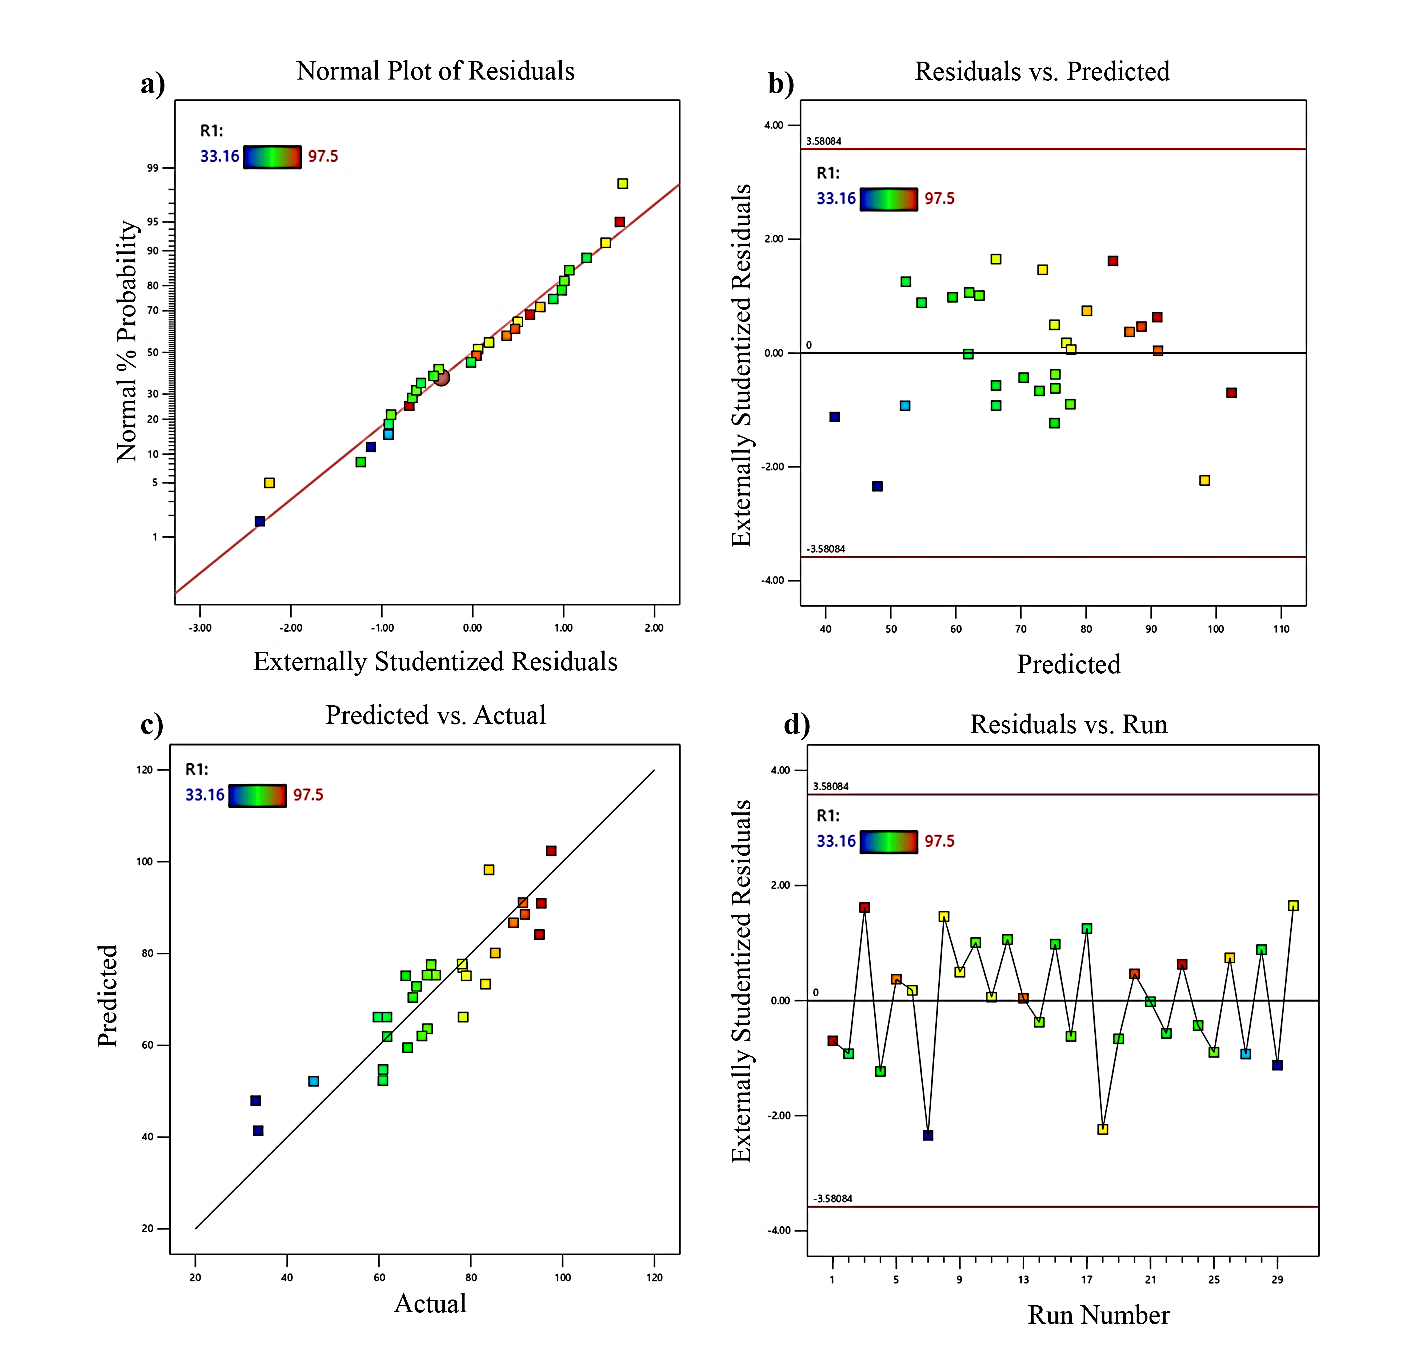 a)
Normal Plot of Residuals
R1:
33.16 97.5
99
95
90
80
70
50
30
20
10
5
1
Normal % Probability
-3.00 -2.00 -1.00 0.00 1.00 2.00
Externally Studentized Residuals
b)
Residuals vs. Predicted
4.00
3.58084
R1:
33.16 97.5
2.00
0
0.00
-2.00
-3.58084
-4.00
Externally Studentized Residuals
40 50 60 70 80 90 100 110
Predicted
c)
Predicted vs. Actual
R1:
33.16 97.5
120
100
80
60
40
20
Predicted
20 40 60 80 100 120
Actual
d)
Residuals vs. Run
4.00
3.58084
R1:
33.16 97.5
2.00
0
0.00
-2.00
-3.58084
-4.00
Externally Studentized Residuals
1 5 9 13 17 21 25 29
Run Number